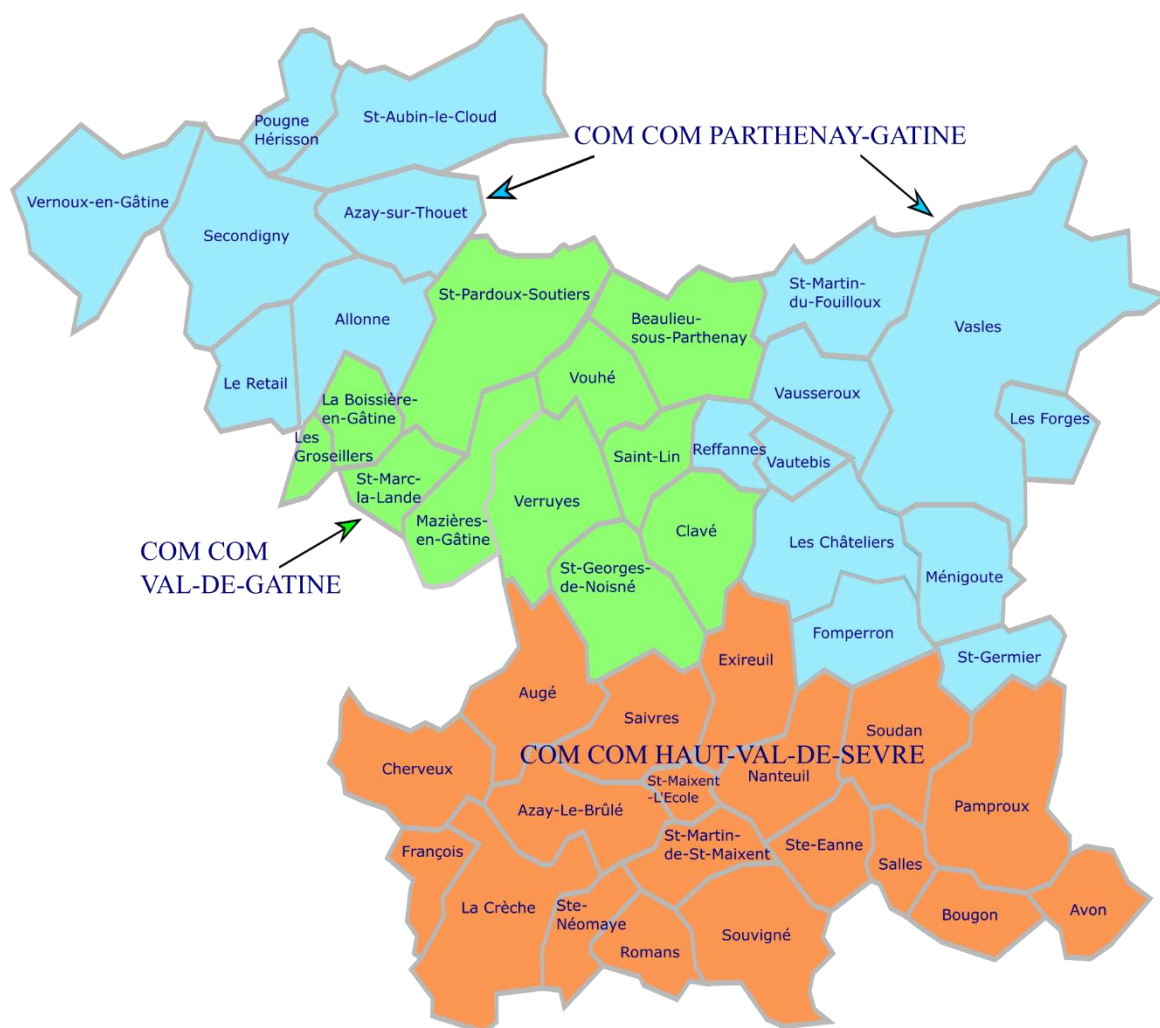 Pougne
Hérisson
St-Aubin-le-Cloud
COM COM PARTHENAY-GATINE
Vernoux-en-Gâtine
Azay-sur-Thouet
Secondigny
St-Pardoux-Soutiers
St-Martin-
du-Fouilloux
Allonne
Beaulieu-
sous-Parthenay
Vasles
Le Retail
Vouhé
Vausseroux
La Boissière-
en-Gâtine
Les Forges
Les
Groseillers
Saint-Lin
Reffannes
Vautebis
St-Marc-
la-Lande
Verruyes
Mazières-
en-Gâtine
Clavé
Les Châteliers
COM COM
VAL-DE-GATINE
St-Georges-
de-Noisné
Ménigoute
Fomperron
Exireuil
St-Germier
Augé
Saivres
Soudan
COM COM HAUT-VAL-DE-SEVRE
Cherveux
St-Maixent
-L'Ecole
Nanteuil
Pamproux
Azay-Le-Brûlé
St-Martin-
de-St-Maixent
Ste-Eanne
François
Salles
La Crèche
Ste-
Néomaye
Souvigné
Bougon
Avon
Romans